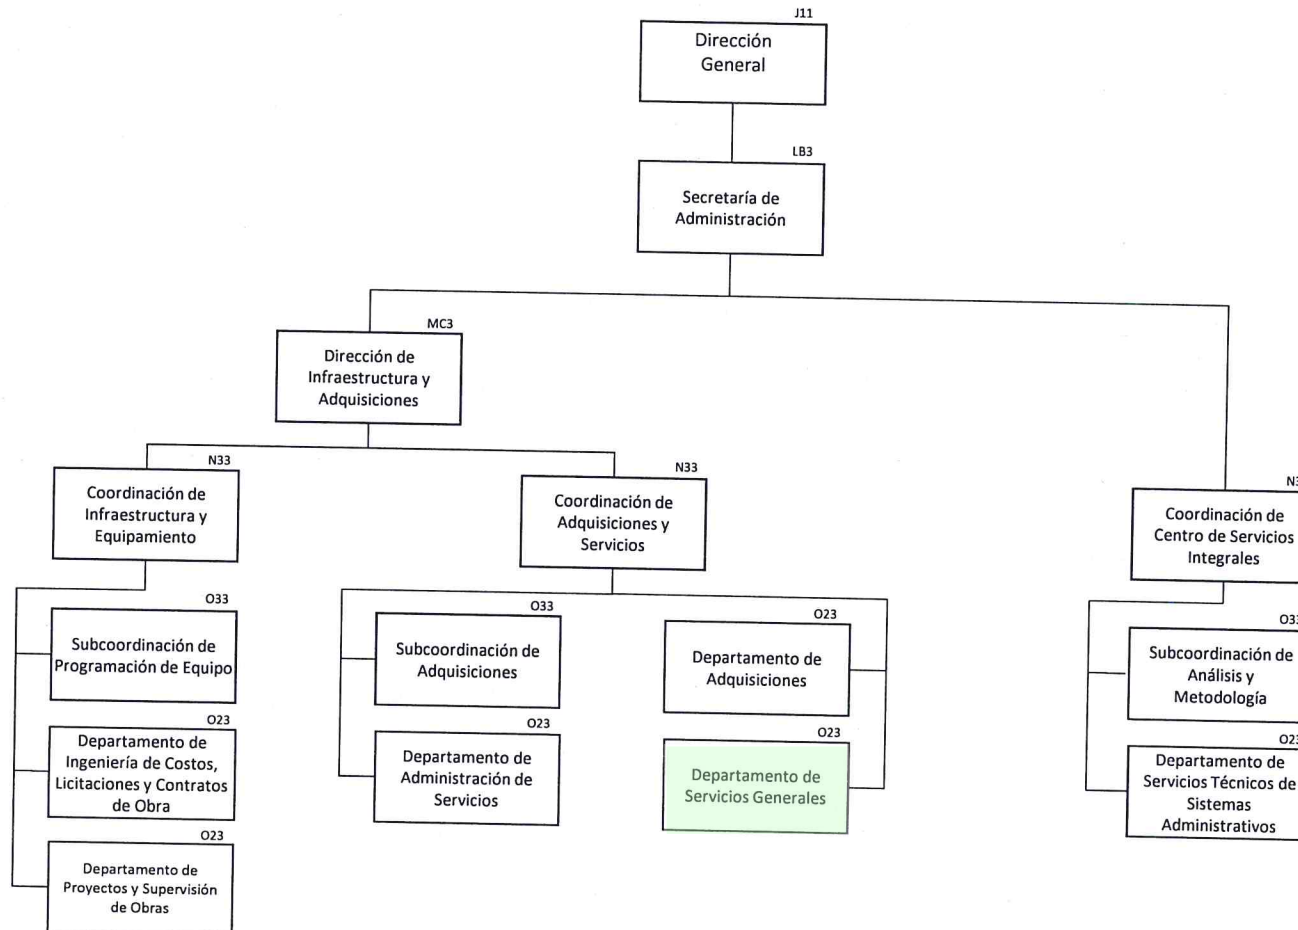 J11
Dirección
General
LB3
Secretaría de
Administración
MC3
Dirección de
Infraestructura y
Adquisiciones
N33
Coordinación de
Infraestructura y
Equipamiento
N33
Coordinación de
Adquisiciones y
Servicios
N3
Coordinación de
Centro de Servicios
Integrales
O33
Subcoordinación de
Programación de Equipo
O23
Departamento de
Ingeniería de Costos,
Licitaciones y Contratos
de Obra
O23
Departamento de
Proyectos y Supervisión
de Obras
O33
Subcoordinación de
Adquisiciones
O23
Departamento de
Administración de
Servicios
O23
Departamento de
Adquisiciones
O23
Departamento de
Servicios Generales
O33
Subcoordinación de
Análisis y
Metodología
O23
Departamento de
Servicios Técnicos de
Sistemas
Administrativos